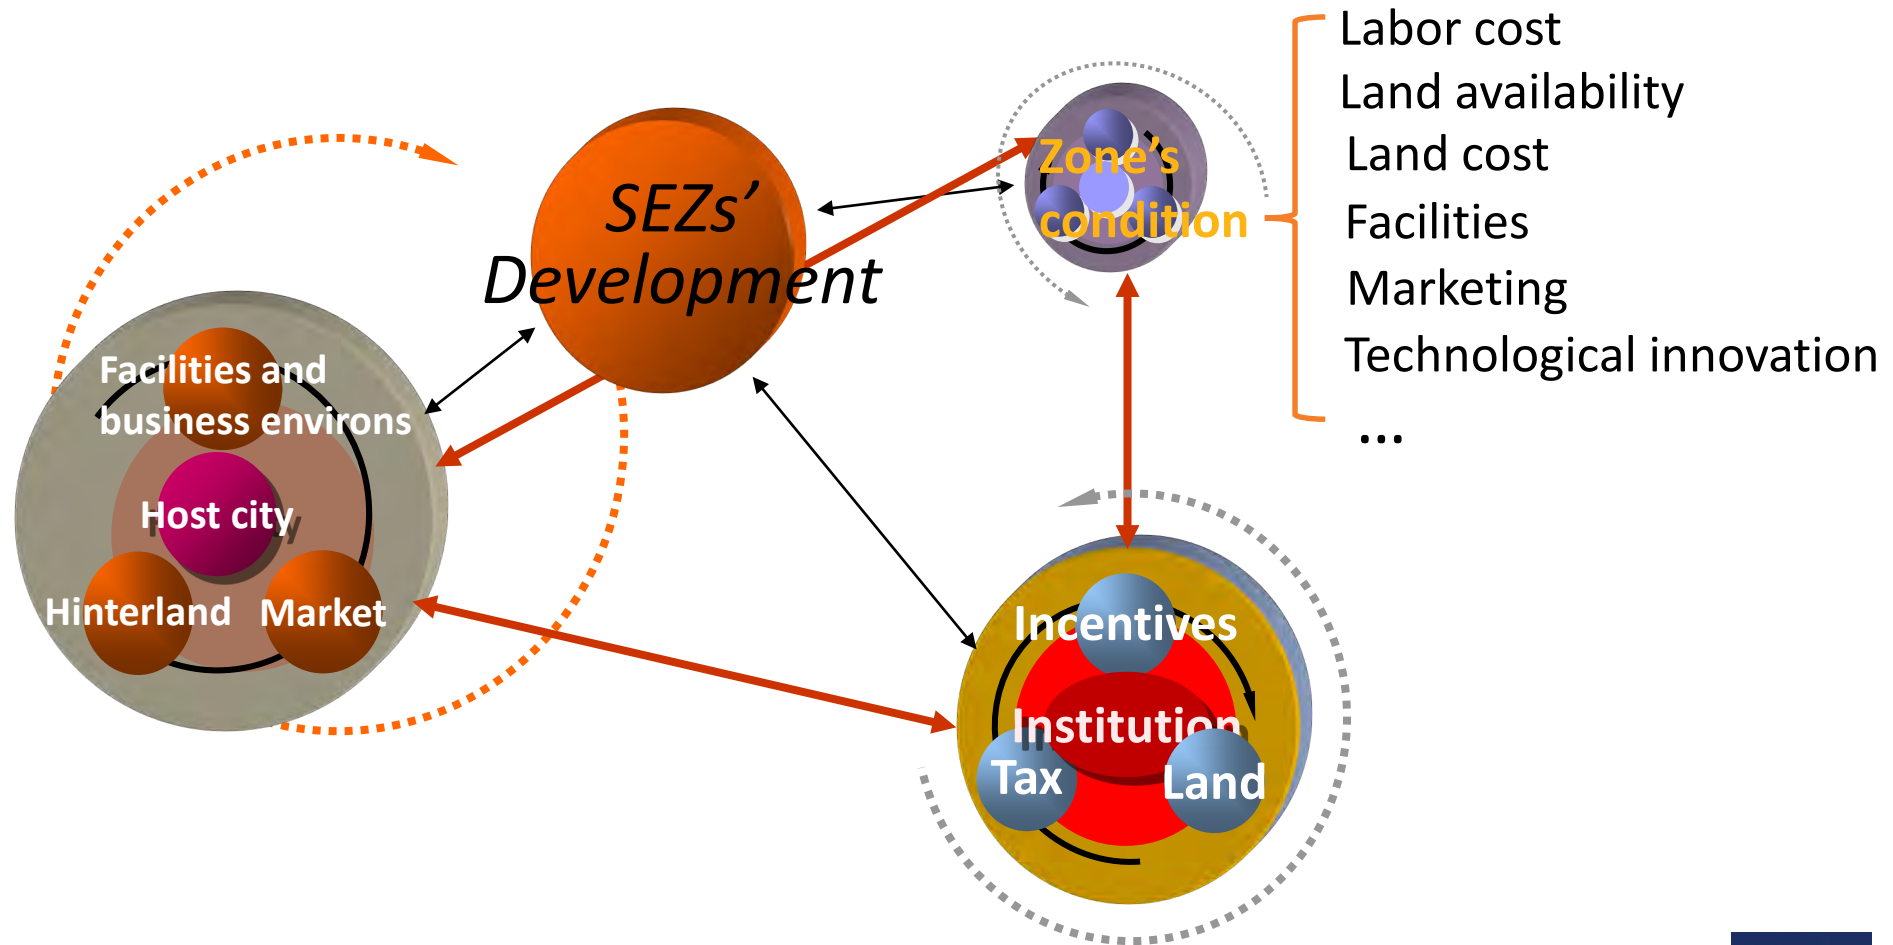 SEZs’
Development
Zone’s
condition
Labor cost
Land availability
Land cost
Facilities
Marketing
Technological innovation
...
Facilities and
business environs
Host city
Hinterland
Market
Incentives
Institution
Tax
Land